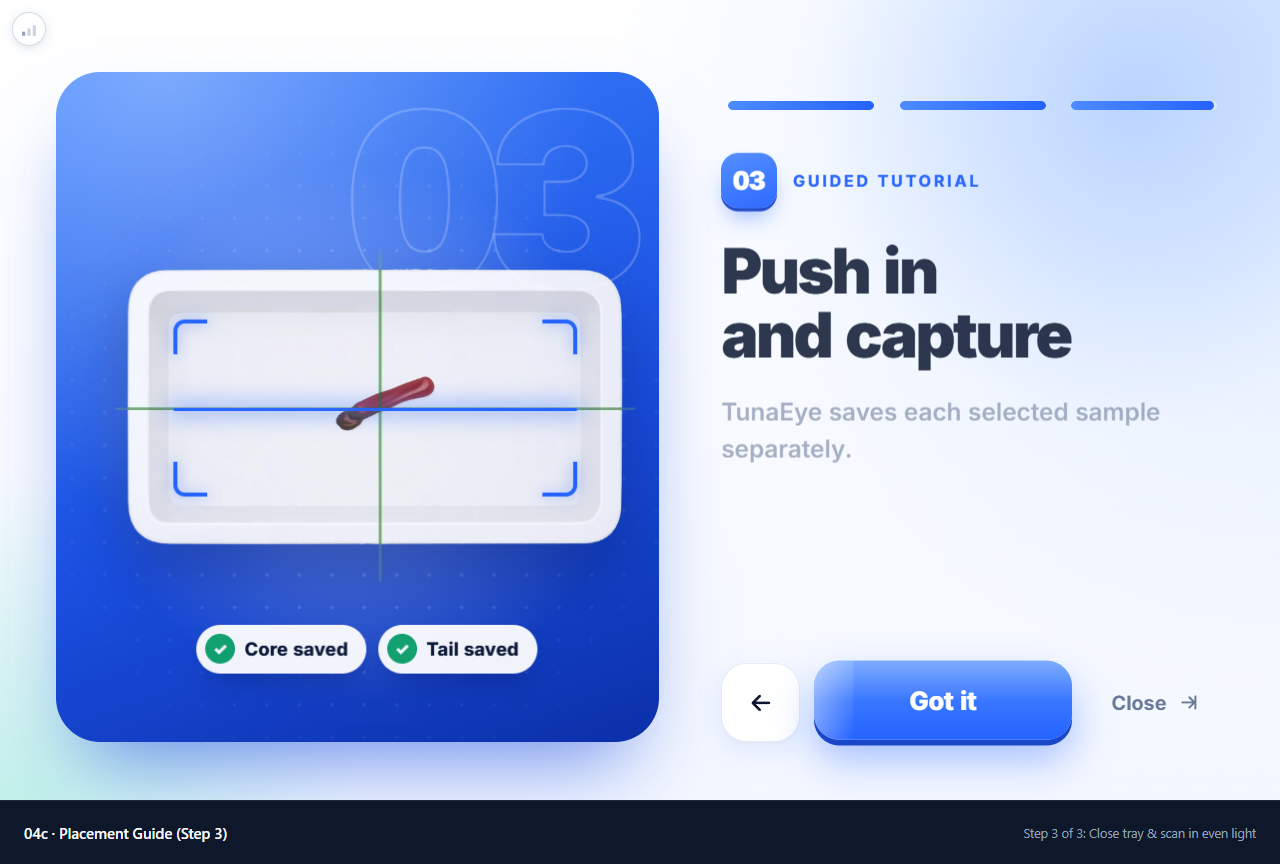 03
Core saved
Tail saved
03
GUIDED TUTORIAL
Push in
and capture
TunaEye saves each selected sample
separately.
Got it
Close
04c · Placement Guide (Step 3)
Step 3 of 3: Close tray & scan in even light